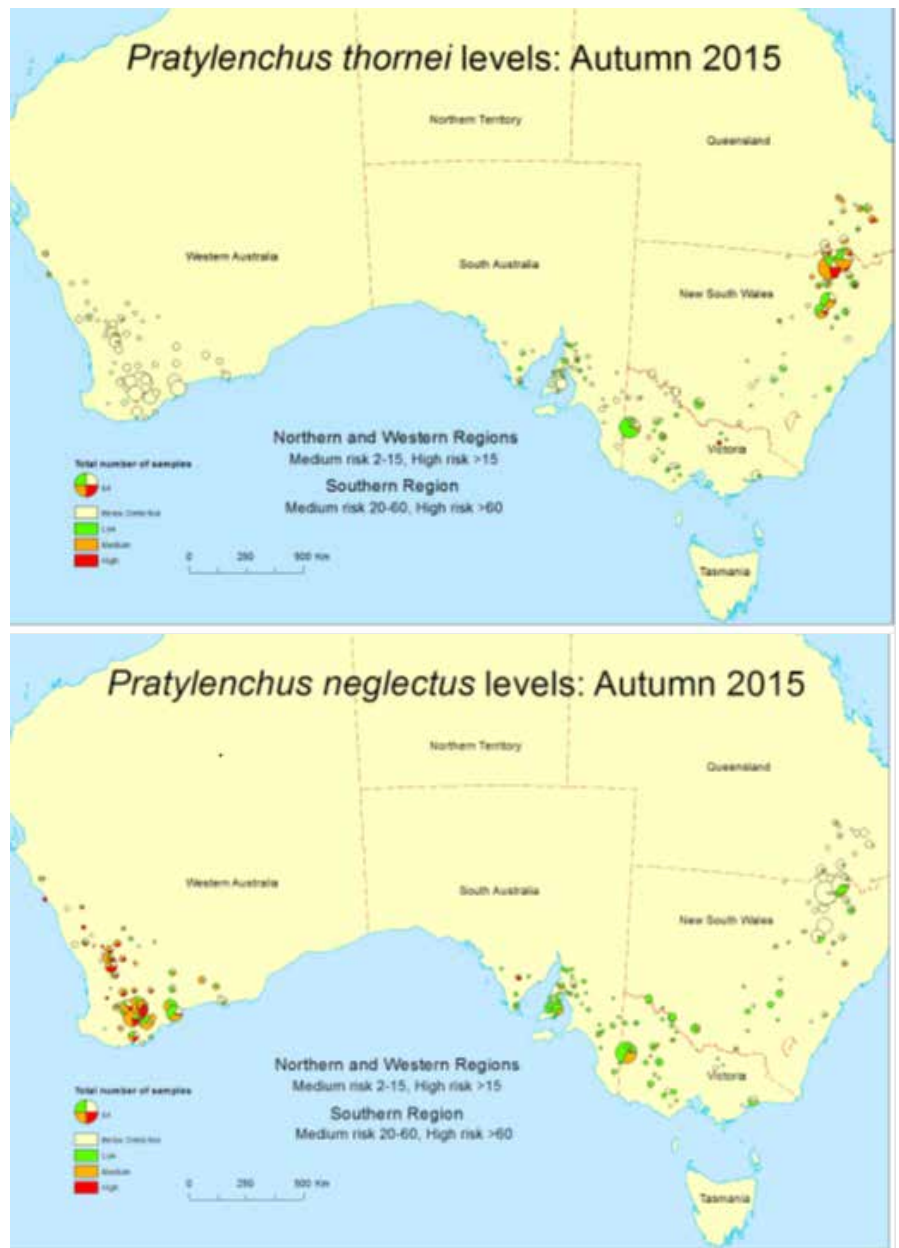 Pratylenchus thornei levels: Autumn 2015
Northern Territory
Queensland
Western Australia
South Australia
New South Wales
Northern and Western Regions
Medium risk 2-15, High risk >15
Southern Region
Medium risk 20-60, High risk >60
Victoria
Total number of samples
Low
Medium
High
0 250 500 Km
Tasmania
Pratylenchus neglectus levels: Autumn 2015
Northern Territory
Queensland
Western Australia
South Australia
New South Wales
Northern and Western Regions
Medium risk 2-15, High risk >15
Southern Region
Medium risk 20-60, High risk >60
Victoria
Total number of samples
Low
Medium
High
0 250 500 Km
Tasmania